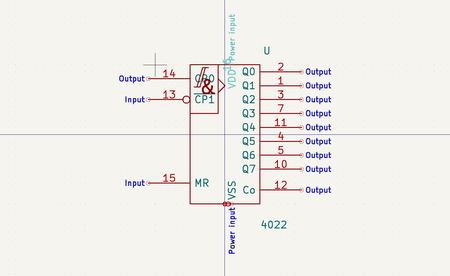 Power input
U
16
VDD
Output 14 CP0 & Q0 2 Output
Q1 1 Output
Input 13 CP1 Q2 3 Output
Q3 7 Output
Q4 11 Output
Q5 4 Output
Q6 5 Output
Q7 10 Output
Input 15 MR VSS Co 12 Output
Power input
4022